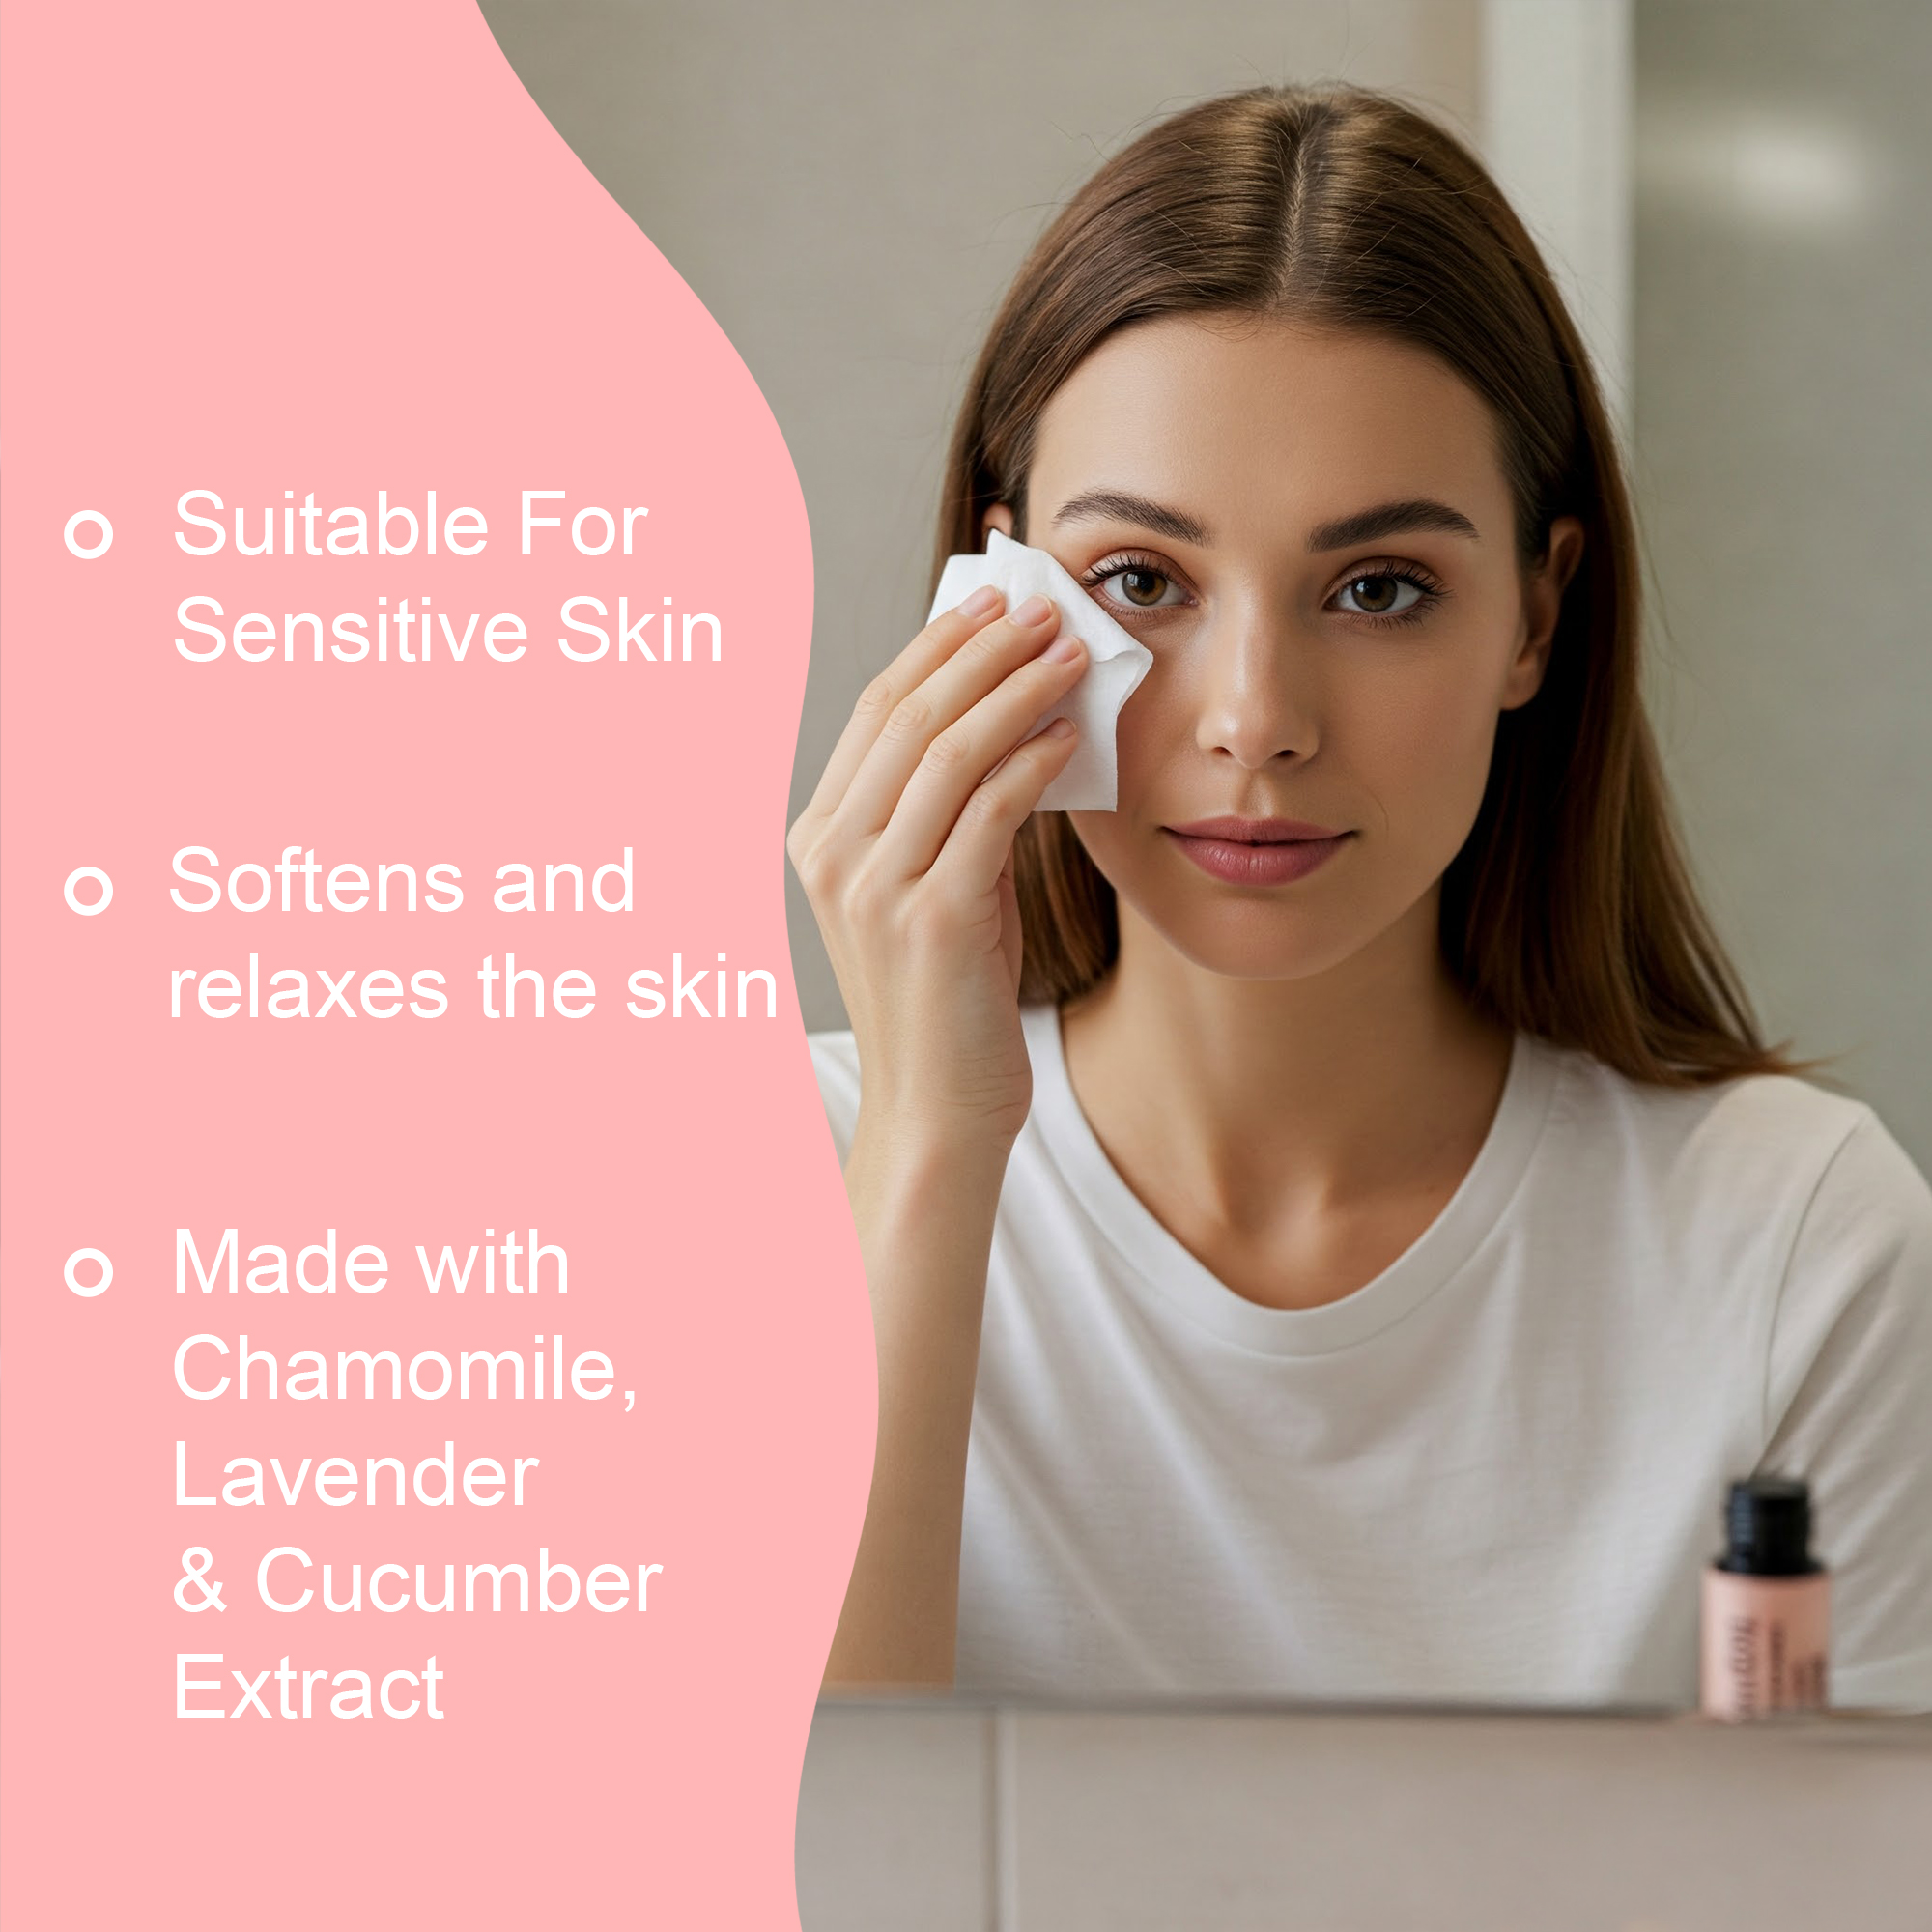 Suitable For
Sensitive Skin
Softens and
relaxes the skin
Made with
Chamomile,
Lavender
& Cucumber
Extract